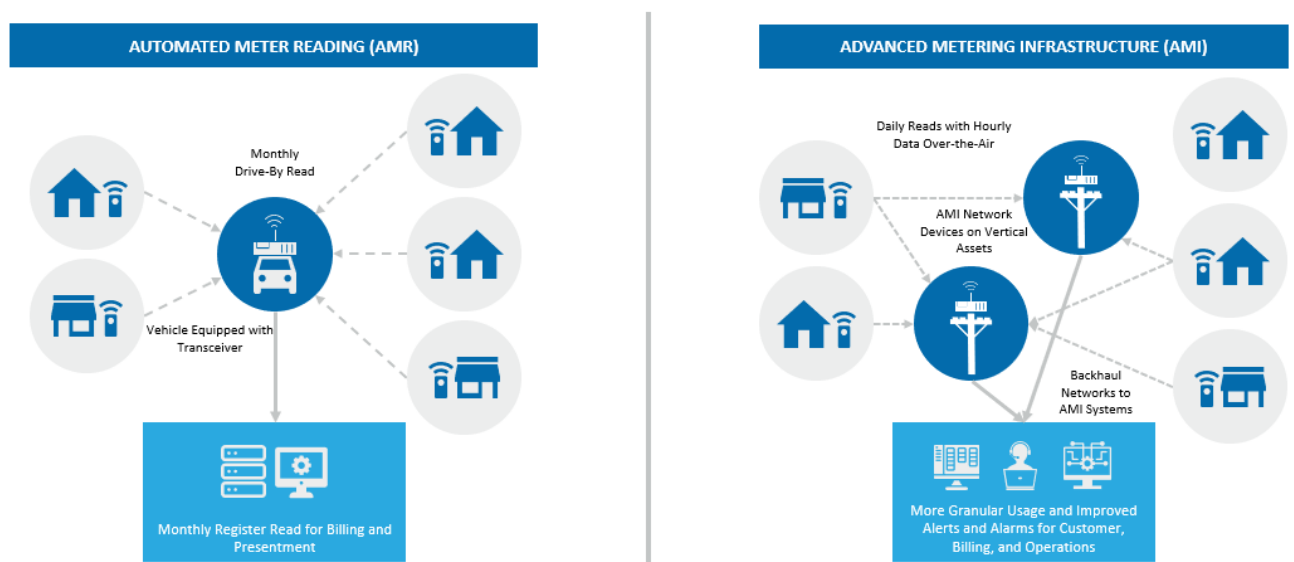 AUTOMATED METER READING (AMR)
Monthly
Drive-By Read
Vehicle Equipped with
Transceiver
Monthly Register Read for Billing and
Presentment
ADVANCED METERING INFRASTRUCTURE (AMI)
Daily Reads with Hourly
Data Over-the-Air
AMI Network
Devices on Vertical
Assets
Backhaul
Networks to
AMI Systems
More Granular Usage and Improved
Alerts and Alarms for Customer,
Billing, and Operations